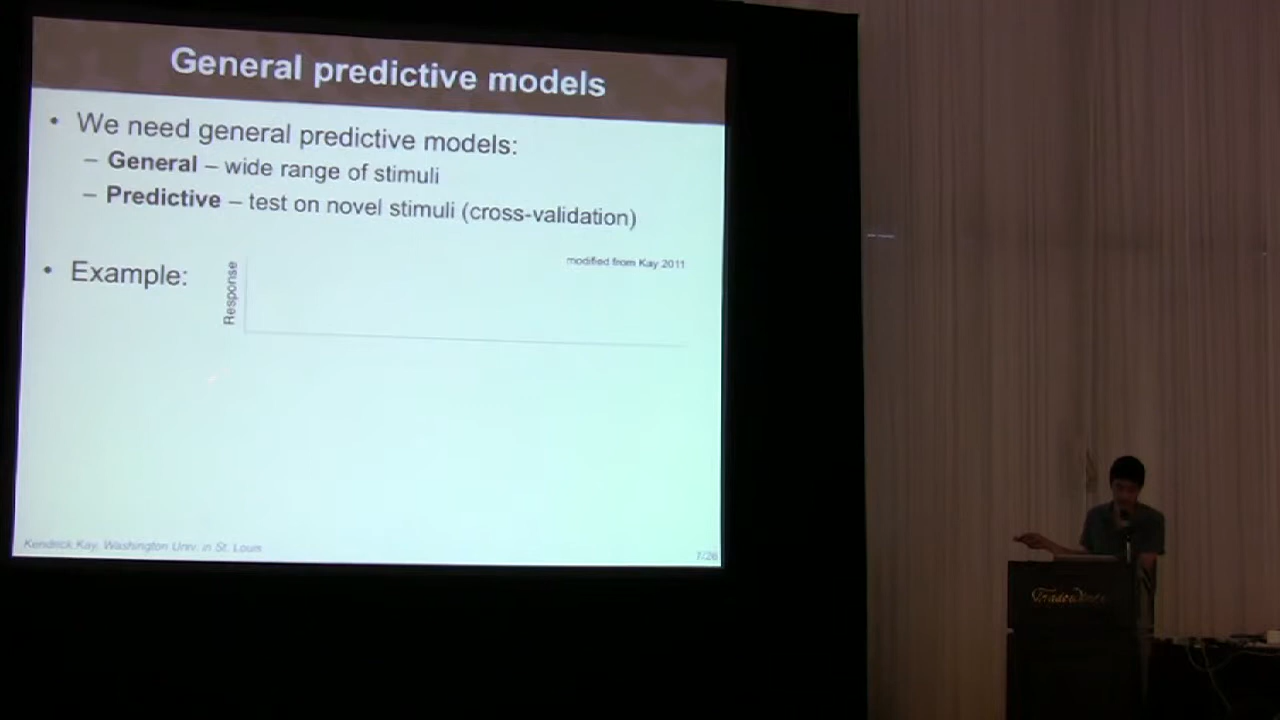 General predictive models
• We need general predictive models:
– General – wide range of stimuli
– Predictive – test on novel stimuli (cross-validation)
• Example:
Response
modified from Kay 2011
Kendrick Kay, Washington Univ. in St. Louis
7/26